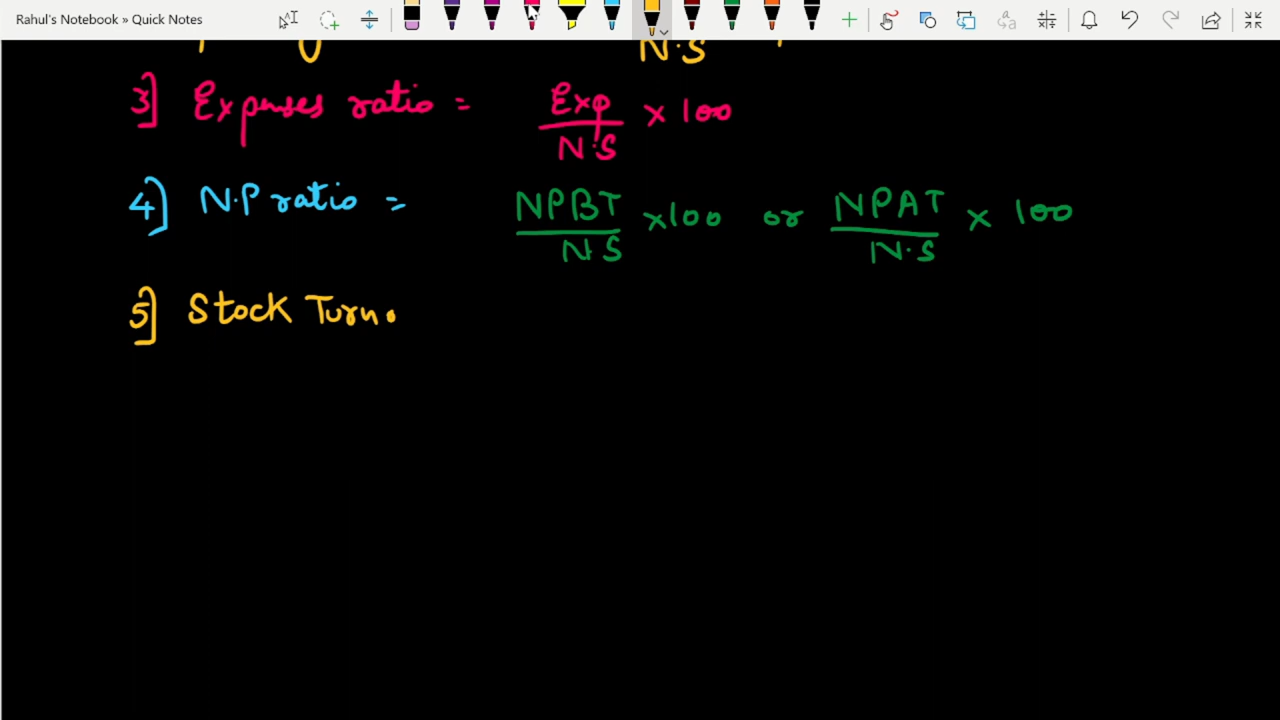 Rahul's Notebook » Quick Notes
N.S
3] Expenses ratio = Exp / N.S × 100
4] N.P ratio = NPBT / N.S × 100 or NPAT / N.S × 100
5] Stock Turn